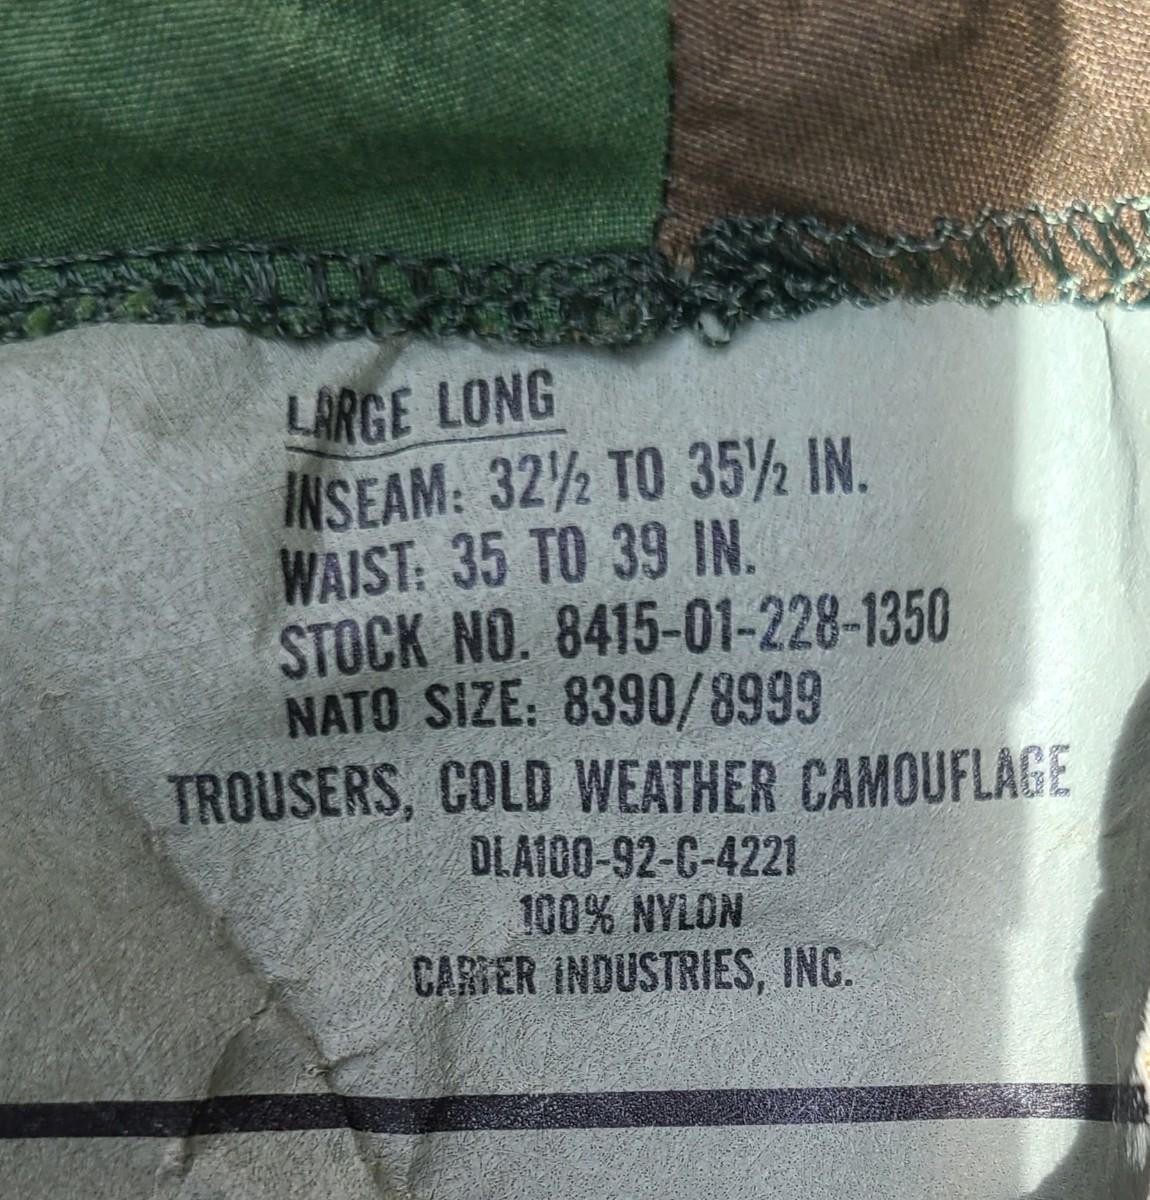 LARGE LONG
INSEAM: 32½ TO 35½ IN.
WAIST: 35 TO 39 IN.
STOCK NO. 8415-01-228-1350
NATO SIZE: 8390/8999
TROUSERS, COLD WEATHER CAMOUFLAGE
DLA100-92-C-4221
100% NYLON
CARTER INDUSTRIES, INC.